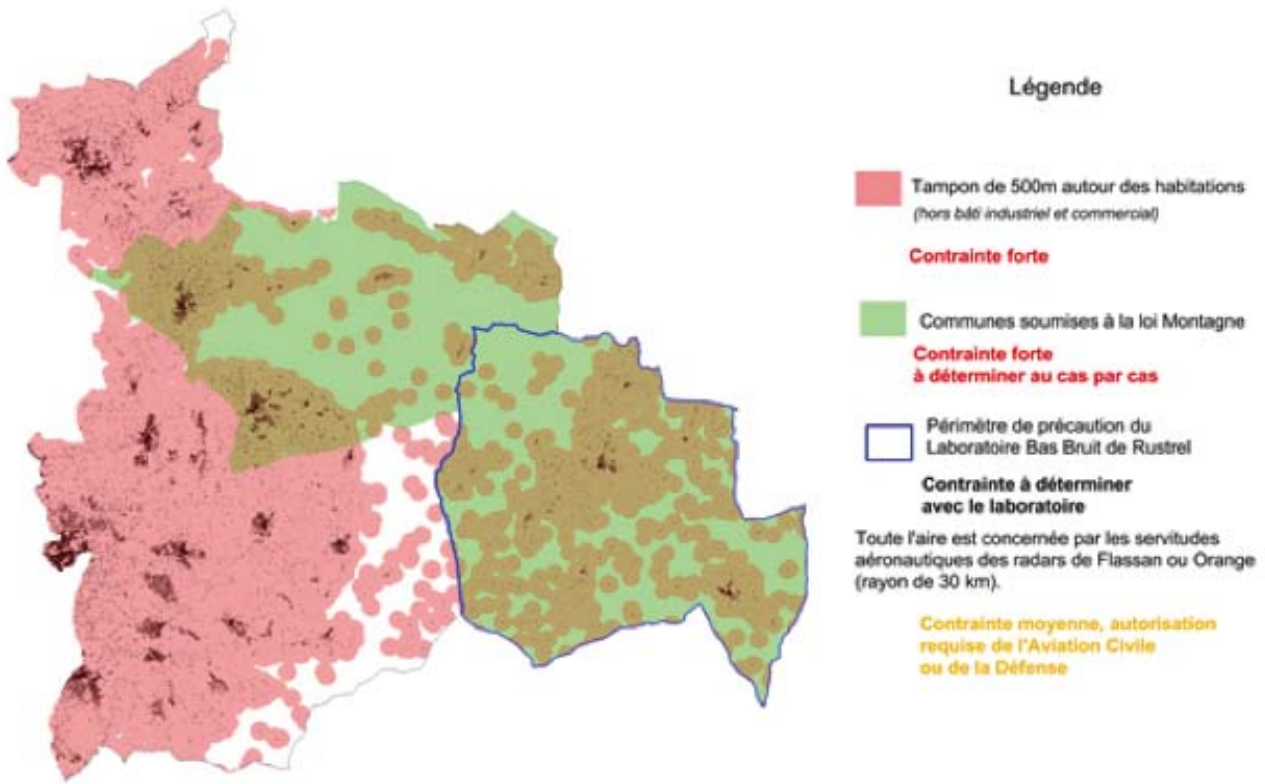 Légende
Tampon de 500m autour des habitations
(hors bâti industriel et commercial)
Contrainte forte
Communes soumises à la loi Montagne
Contrainte forte
à déterminer au cas par cas
Périmètre de précaution du
Laboratoire Bas Bruit de Rustrel
Contrainte à déterminer
avec le laboratoire
Toute l'aire est concernée par les servitudes
aéronautiques des radars de Flassan ou Orange
(rayon de 30 km).
Contrainte moyenne, autorisation
requise de l'Aviation Civile
ou de la Défense